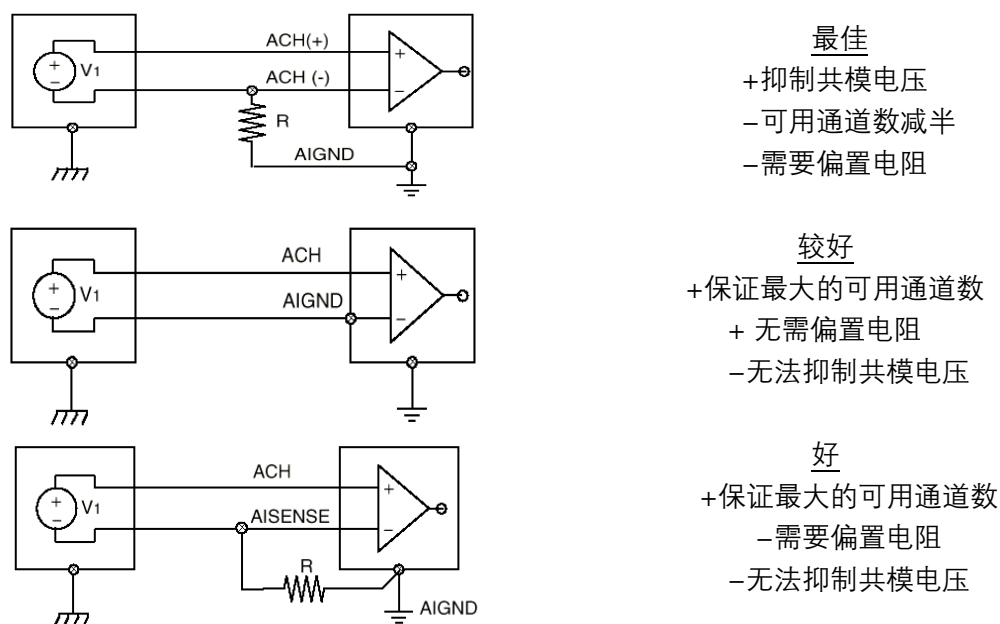 ACH(+)
+
V1
−
ACH (-)
+
−
R
AIGND
最佳
+抑制共模电压
−可用通道数减半
−需要偏置电阻
ACH
+
V1
−
AIGND
+
−
较好
+保证最大的可用通道数
+ 无需偏置电阻
−无法抑制共模电压
ACH
+
V1
−
AISENSE
+
−
R
AIGND
好
+保证最大的可用通道数
−需要偏置电阻
−无法抑制共模电压